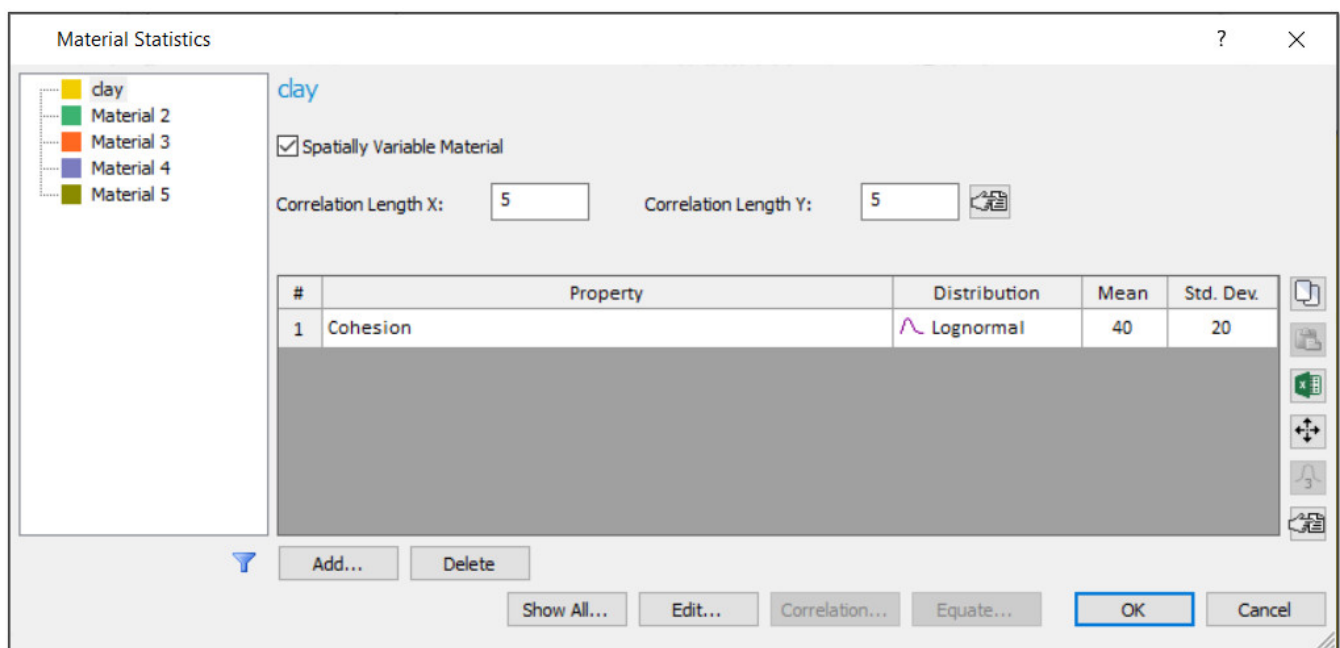 Material Statistics ? ×
clay
Material 2
Material 3
Material 4
Material 5
clay
Spatially Variable Material
Correlation Length X: 5 Correlation Length Y: 5
# Property Distribution Mean Std. Dev.
1 Cohesion Lognormal 40 20
3
Add... Delete
Show All... Edit... Correlation... Equate... OK Cancel